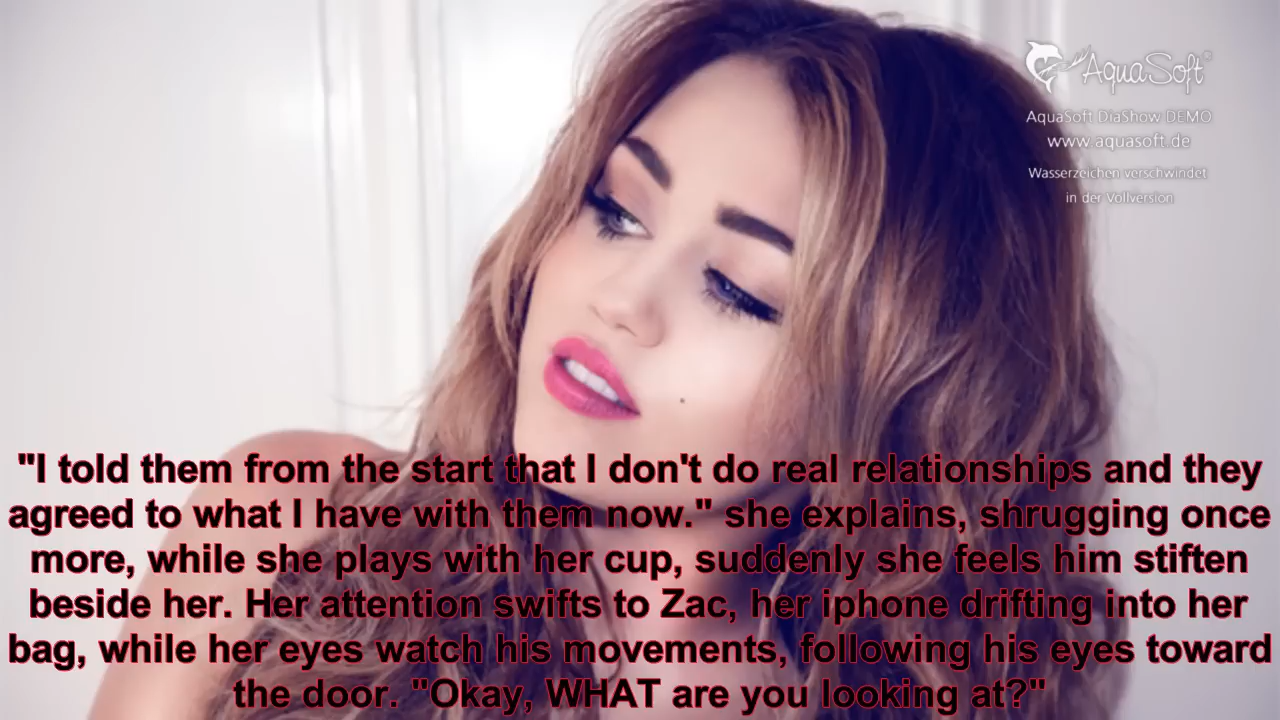 AquaSoft
AquaSoft DiaShow DEMO
www.aquasoft.de
Wasserzeichen verschwindet
in der Vollversion
"I told them from the start that I don't do real relationships and they
agreed to what I have with them now." she explains, shrugging once
more, while she plays with her cup, suddenly she feels him stiften
beside her. Her attention swifts to Zac, her iphone drifting into her
bag, while her eyes watch his movements, following his eyes toward
the door. "Okay, WHAT are you looking at?"